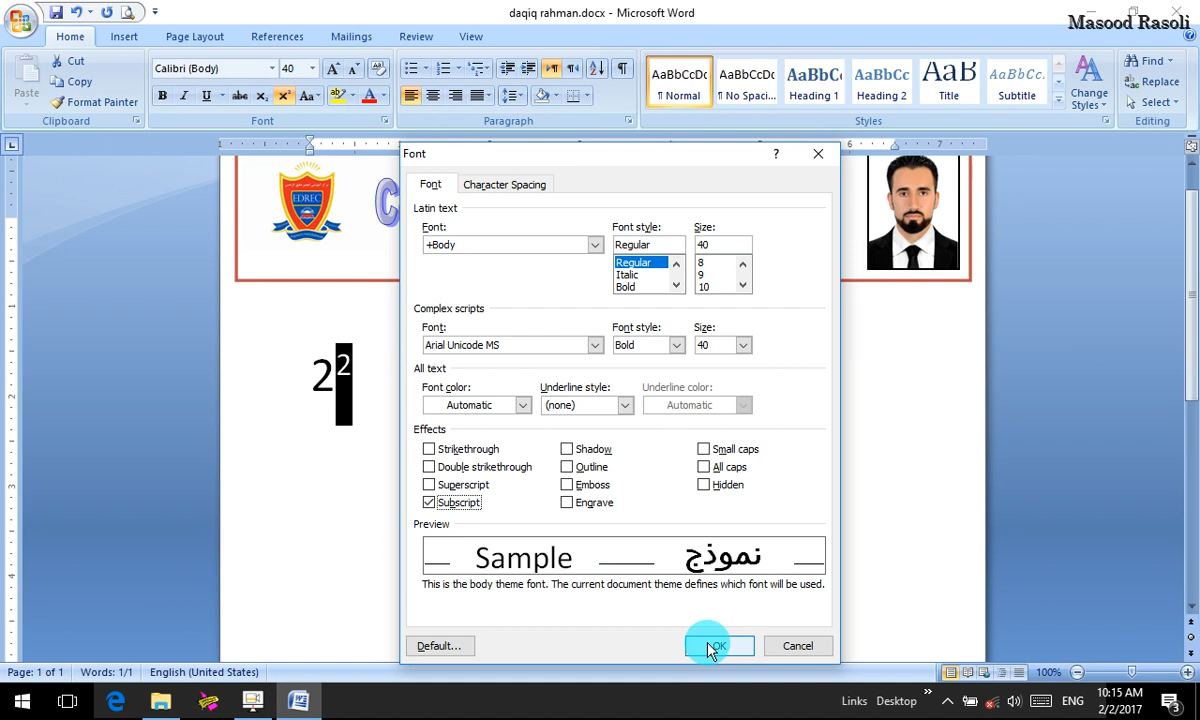 daqiq rahman.docx - Microsoft Word
Masood Rasoli
Home Insert Page Layout References Mailings Review View
Paste
Cut
Copy
Format Painter
Clipboard
Calibri (Body) 40
Font
Paragraph
AaBbCcDc AaBbCcDc AaBbC AaBbCc AaB AaBbCc.
¶ Normal ¶ No Spaci... Heading 1 Heading 2 Title Subtitle
Change Styles
Styles
Find
Replace
Select
Editing
EDREC
C
2²
Font
Font Character Spacing
Latin text
Font: Font style: Size:
+Body Regular 40
Regular 8
Italic 9
Bold 10
Complex scripts
Font: Font style: Size:
Arial Unicode MS Bold 40
All text
Font color: Underline style: Underline color:
Automatic (none) Automatic
Effects
Strikethrough Shadow Small caps
Double strikethrough Outline All caps
Superscript Emboss Hidden
Subscript Engrave
Preview
Sample نموذج
This is the body theme font. The current document theme defines which font will be used.
Default... OK Cancel
Page: 1 of 1 Words: 1/1 English (United States) 100%
Links Desktop ENG 10:15 AM
2/2/2017 3